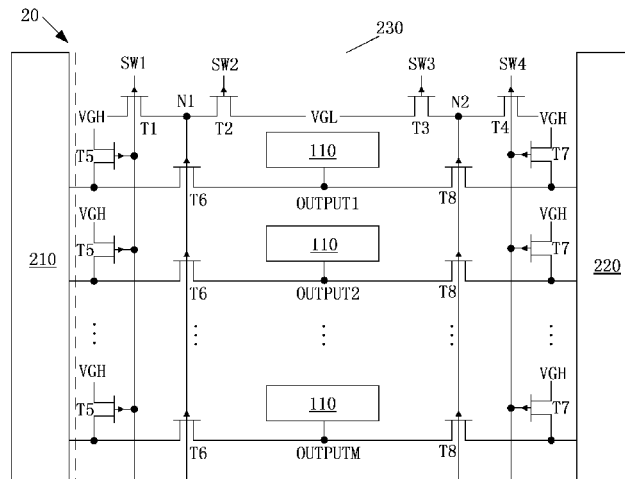 20
230
SW1 SW2 SW3 SW4
N1 N2
VGH T1 T2 VGL T3 T4 VGH
T5 110 T7
T6 OUTPUT1 T8
VGH VGH
T5 110 T7
210 220
T6 OUTPUT2 T8
VGH VGH
T5 110 T7
T6 OUTPUTM T8